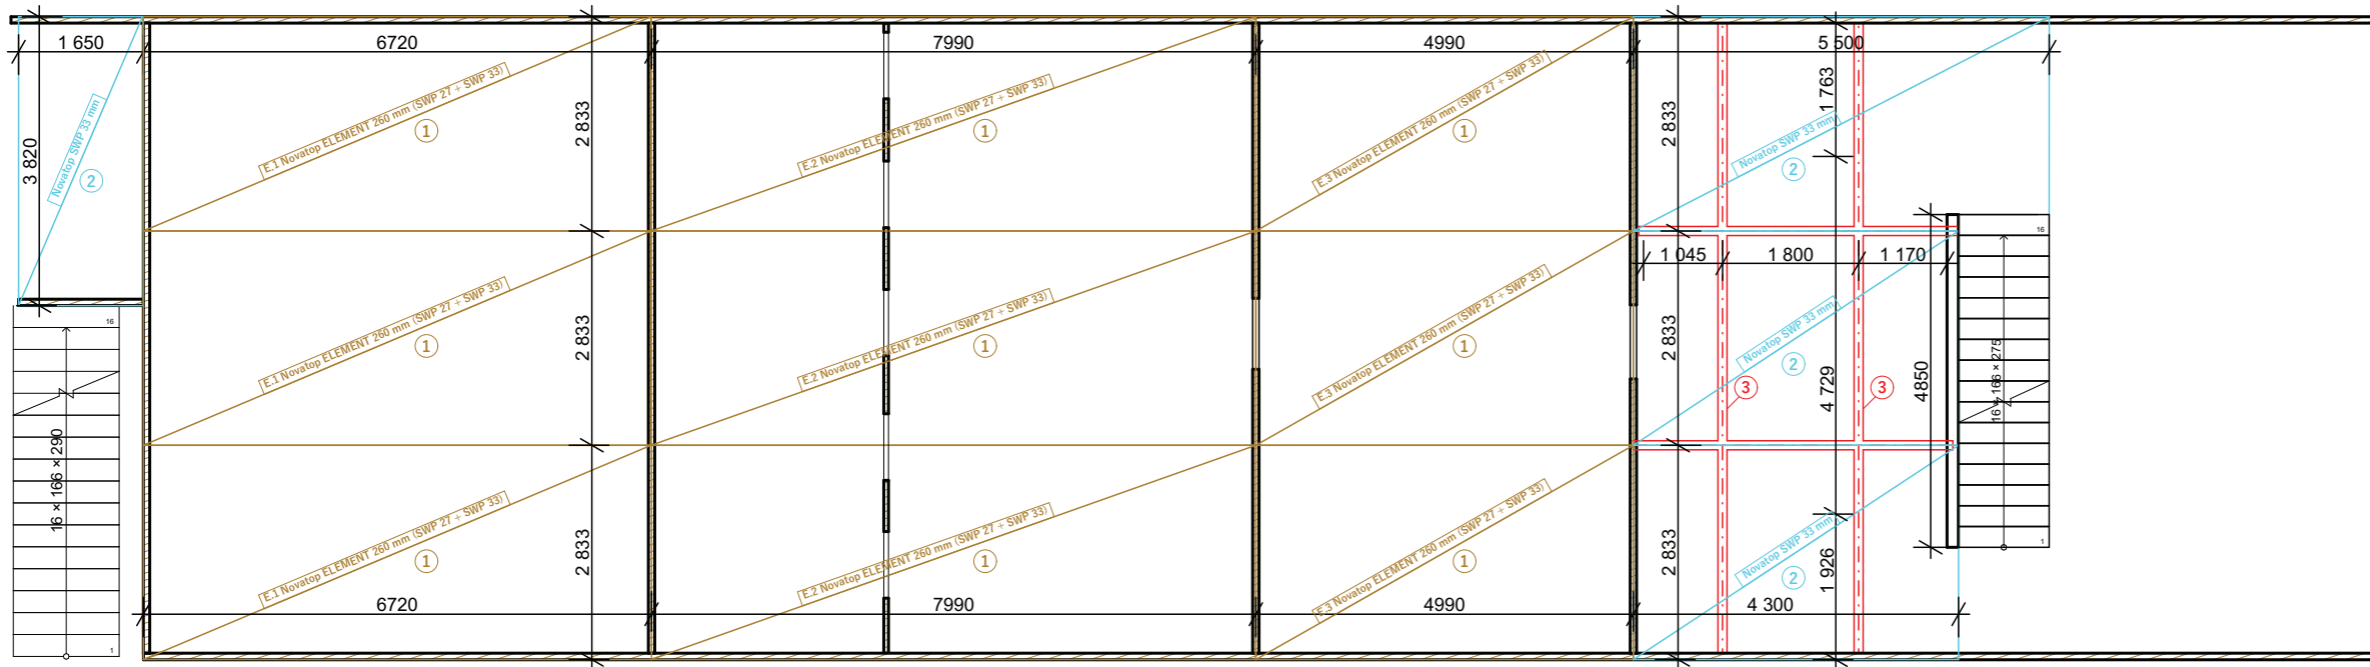 1 650
6720
7990
4990
5 500
3 820
Novatop SWP 33 mm
2
E.1 Novatop ELEMENT 260 mm (SWP 27 + SWP 33)
1
2 833
E.2 Novatop ELEMENT 260 mm (SWP 27 + SWP 33)
1
E.3 Novatop ELEMENT 260 mm (SWP 27 + SWP 33)
1
2 833
1 763
Novatop SWP 33 mm
2
16
1 045
1 800
1 170
16
16 × 166 × 290
E.1 Novatop ELEMENT 260 mm (SWP 27 + SWP 33)
1
2 833
E.2 Novatop ELEMENT 260 mm (SWP 27 + SWP 33)
1
E.3 Novatop ELEMENT 260 mm (SWP 27 + SWP 33)
1
2 833
Novatop SWP 33 mm
2
3
3
4 729
4850
16 × 166 × 275
1
E.1 Novatop ELEMENT 260 mm (SWP 27 + SWP 33)
1
2 833
E.2 Novatop ELEMENT 260 mm (SWP 27 + SWP 33)
1
E.3 Novatop ELEMENT 260 mm (SWP 27 + SWP 33)
1
2 833
Novatop SWP 33 mm
2
1 926
6720
7990
4990
4 300
1